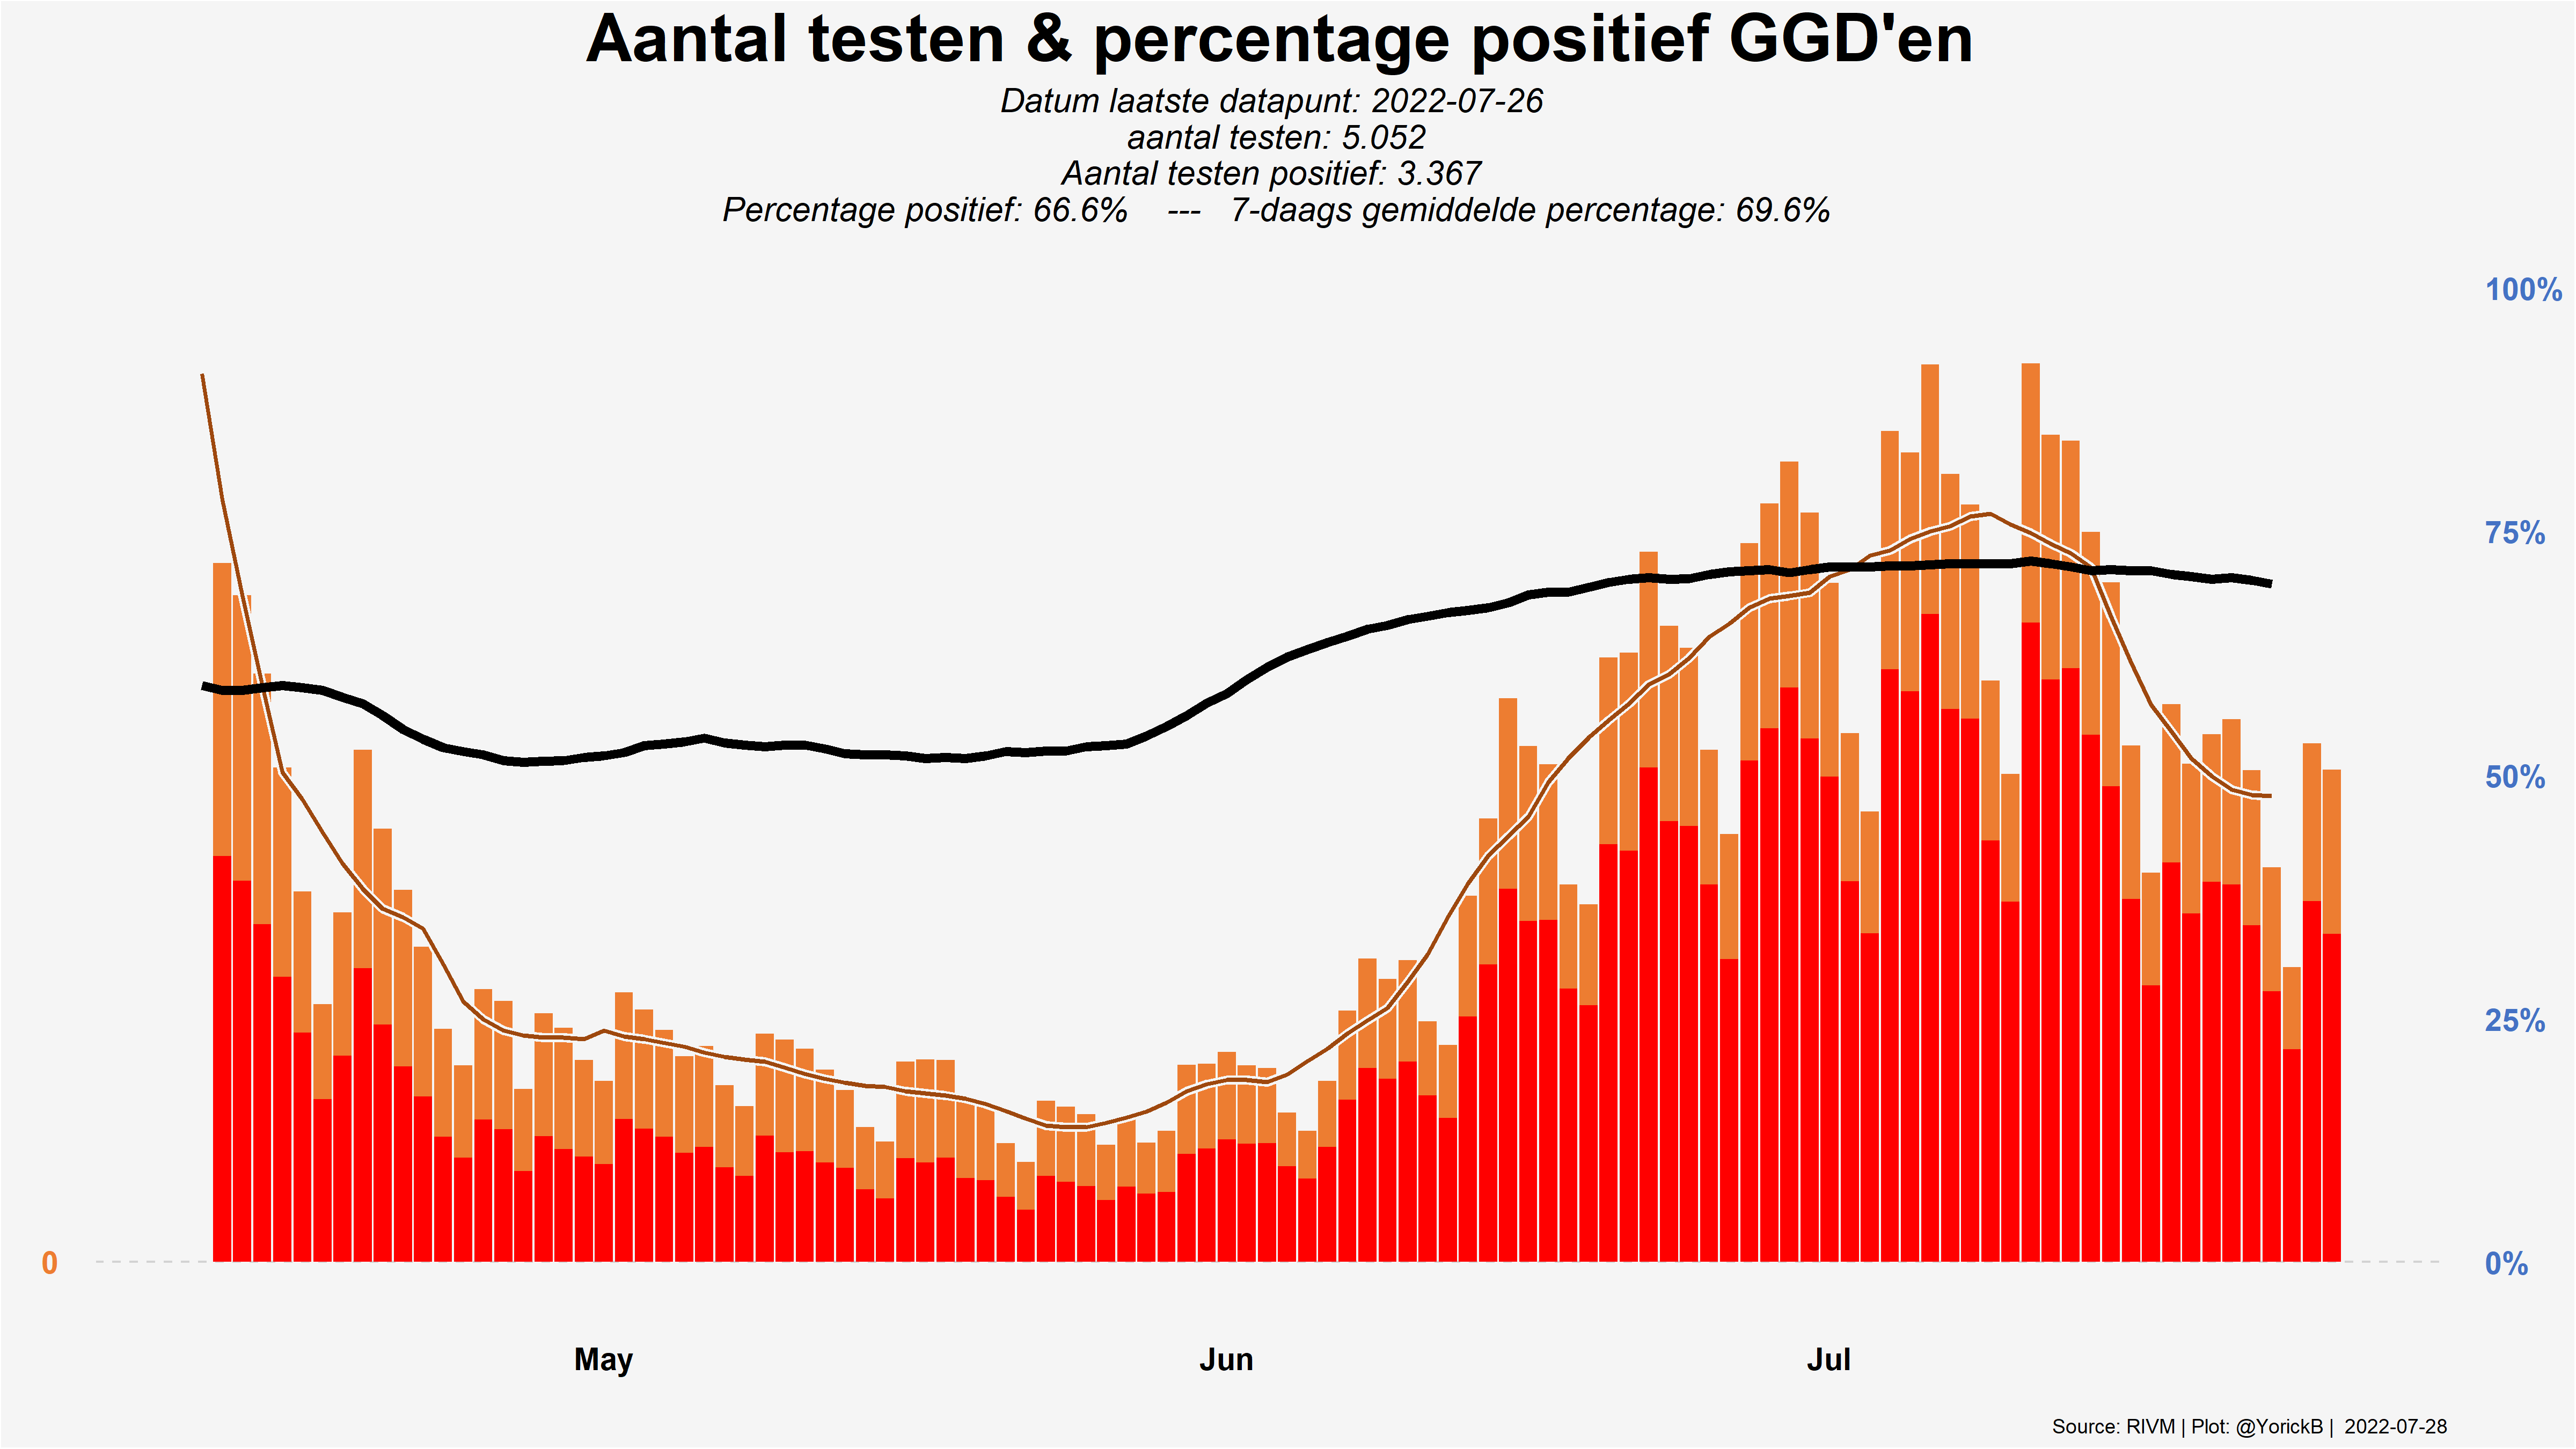 Aantal testen & percentage positief GGD'en
Datum laatste datapunt: 2022-07-26
aantal testen: 5.052
Aantal testen positief: 3.367
Percentage positief: 66.6% --- 7-daags gemiddelde percentage: 69.6%
100%
75%
50%
25%
0 0%
May Jun Jul
Source: RIVM | Plot: @YorickB | 2022-07-28